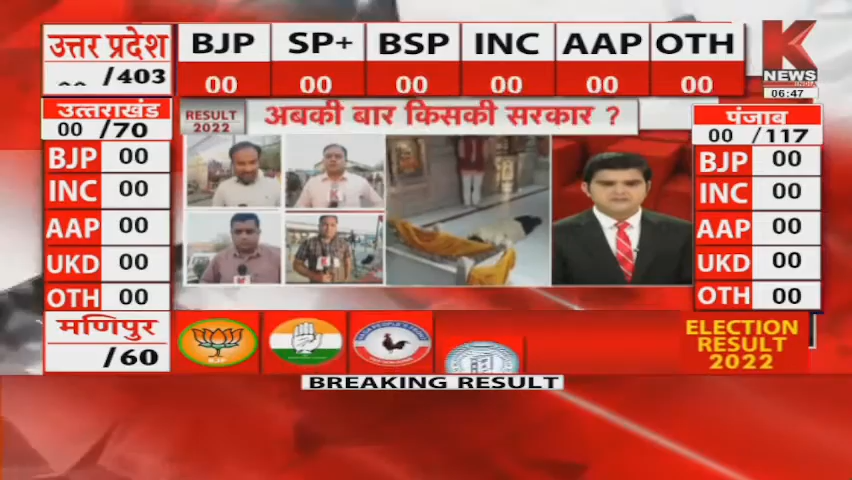 उत्तर प्रदेश
/403
BJP SP+ BSP INC AAP OTH
00 00 00 00 00 00
K NEWS
INDIA
06:47
उत्तराखंड
00 /70
BJP 00
INC 00
AAP 00
UKD 00
OTH 00
RESULT 2022
अबकी बार किसकी सरकार ?
पंजाब
00 /117
BJP 00
INC 00
AAP 00
UKD 00
OTH 00
मणिपुर
/60
BJP
ELECTION
RESULT
2022
BREAKING RESULT